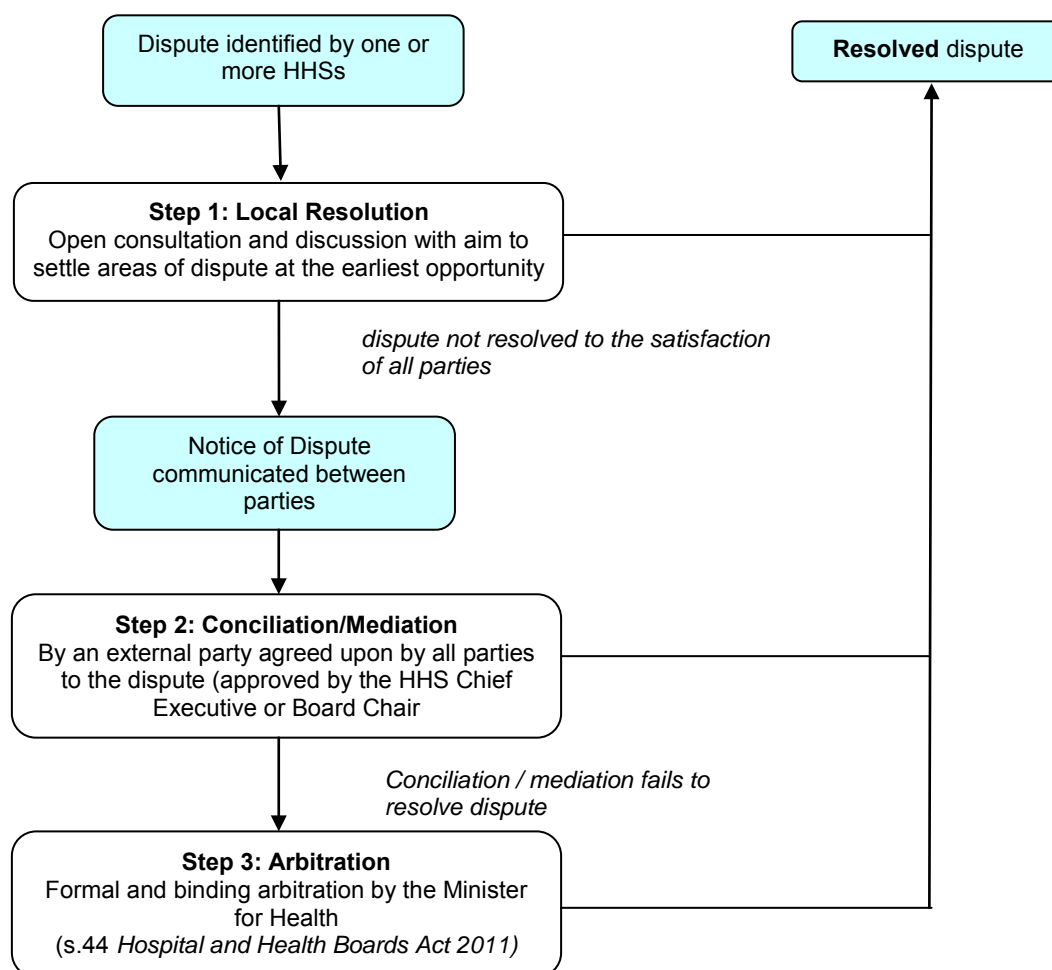 Dispute identified by one or
more HHSs
Resolved dispute
Step 1: Local Resolution
Open consultation and discussion with aim to
settle areas of dispute at the earliest opportunity
dispute not resolved to the satisfaction
of all parties
Notice of Dispute
communicated between
parties
Step 2: Conciliation/Mediation
By an external party agreed upon by all parties
to the dispute (approved by the HHS Chief
Executive or Board Chair
Conciliation / mediation fails to
resolve dispute
Step 3: Arbitration
Formal and binding arbitration by the Minister
for Health
(s.44 Hospital and Health Boards Act 2011)